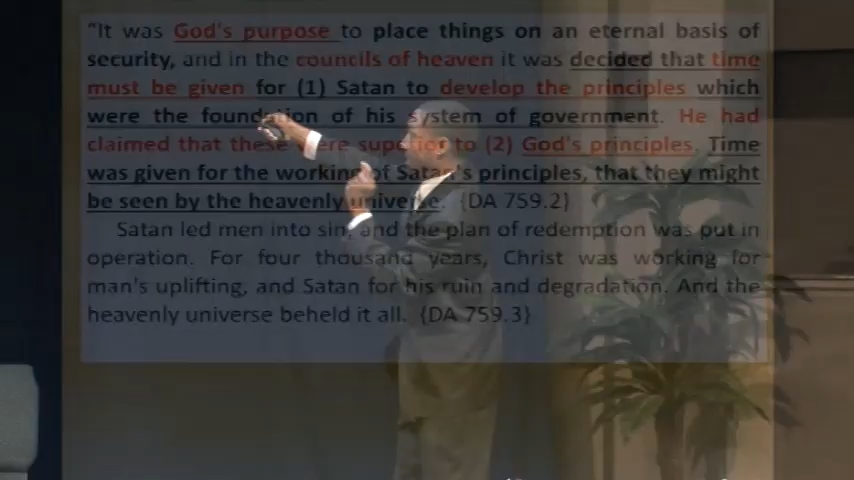 "It was God's purpose to place things on an eternal basis of
security, and in the councils of heaven it was decided that time
must be given for (1) Satan to develop the principles which
were the foundation of his system of government. He had
claimed that these were superior to (2) God's principles. Time
was given for the working of Satan's principles, that they might
be seen by the heavenly universe. {DA 759.2}
Satan led men into sin, and the plan of redemption was put in
operation. For four thousand years, Christ was working for
man's uplifting, and Satan for his ruin and degradation. And the
heavenly universe beheld it all. {DA 759.3}